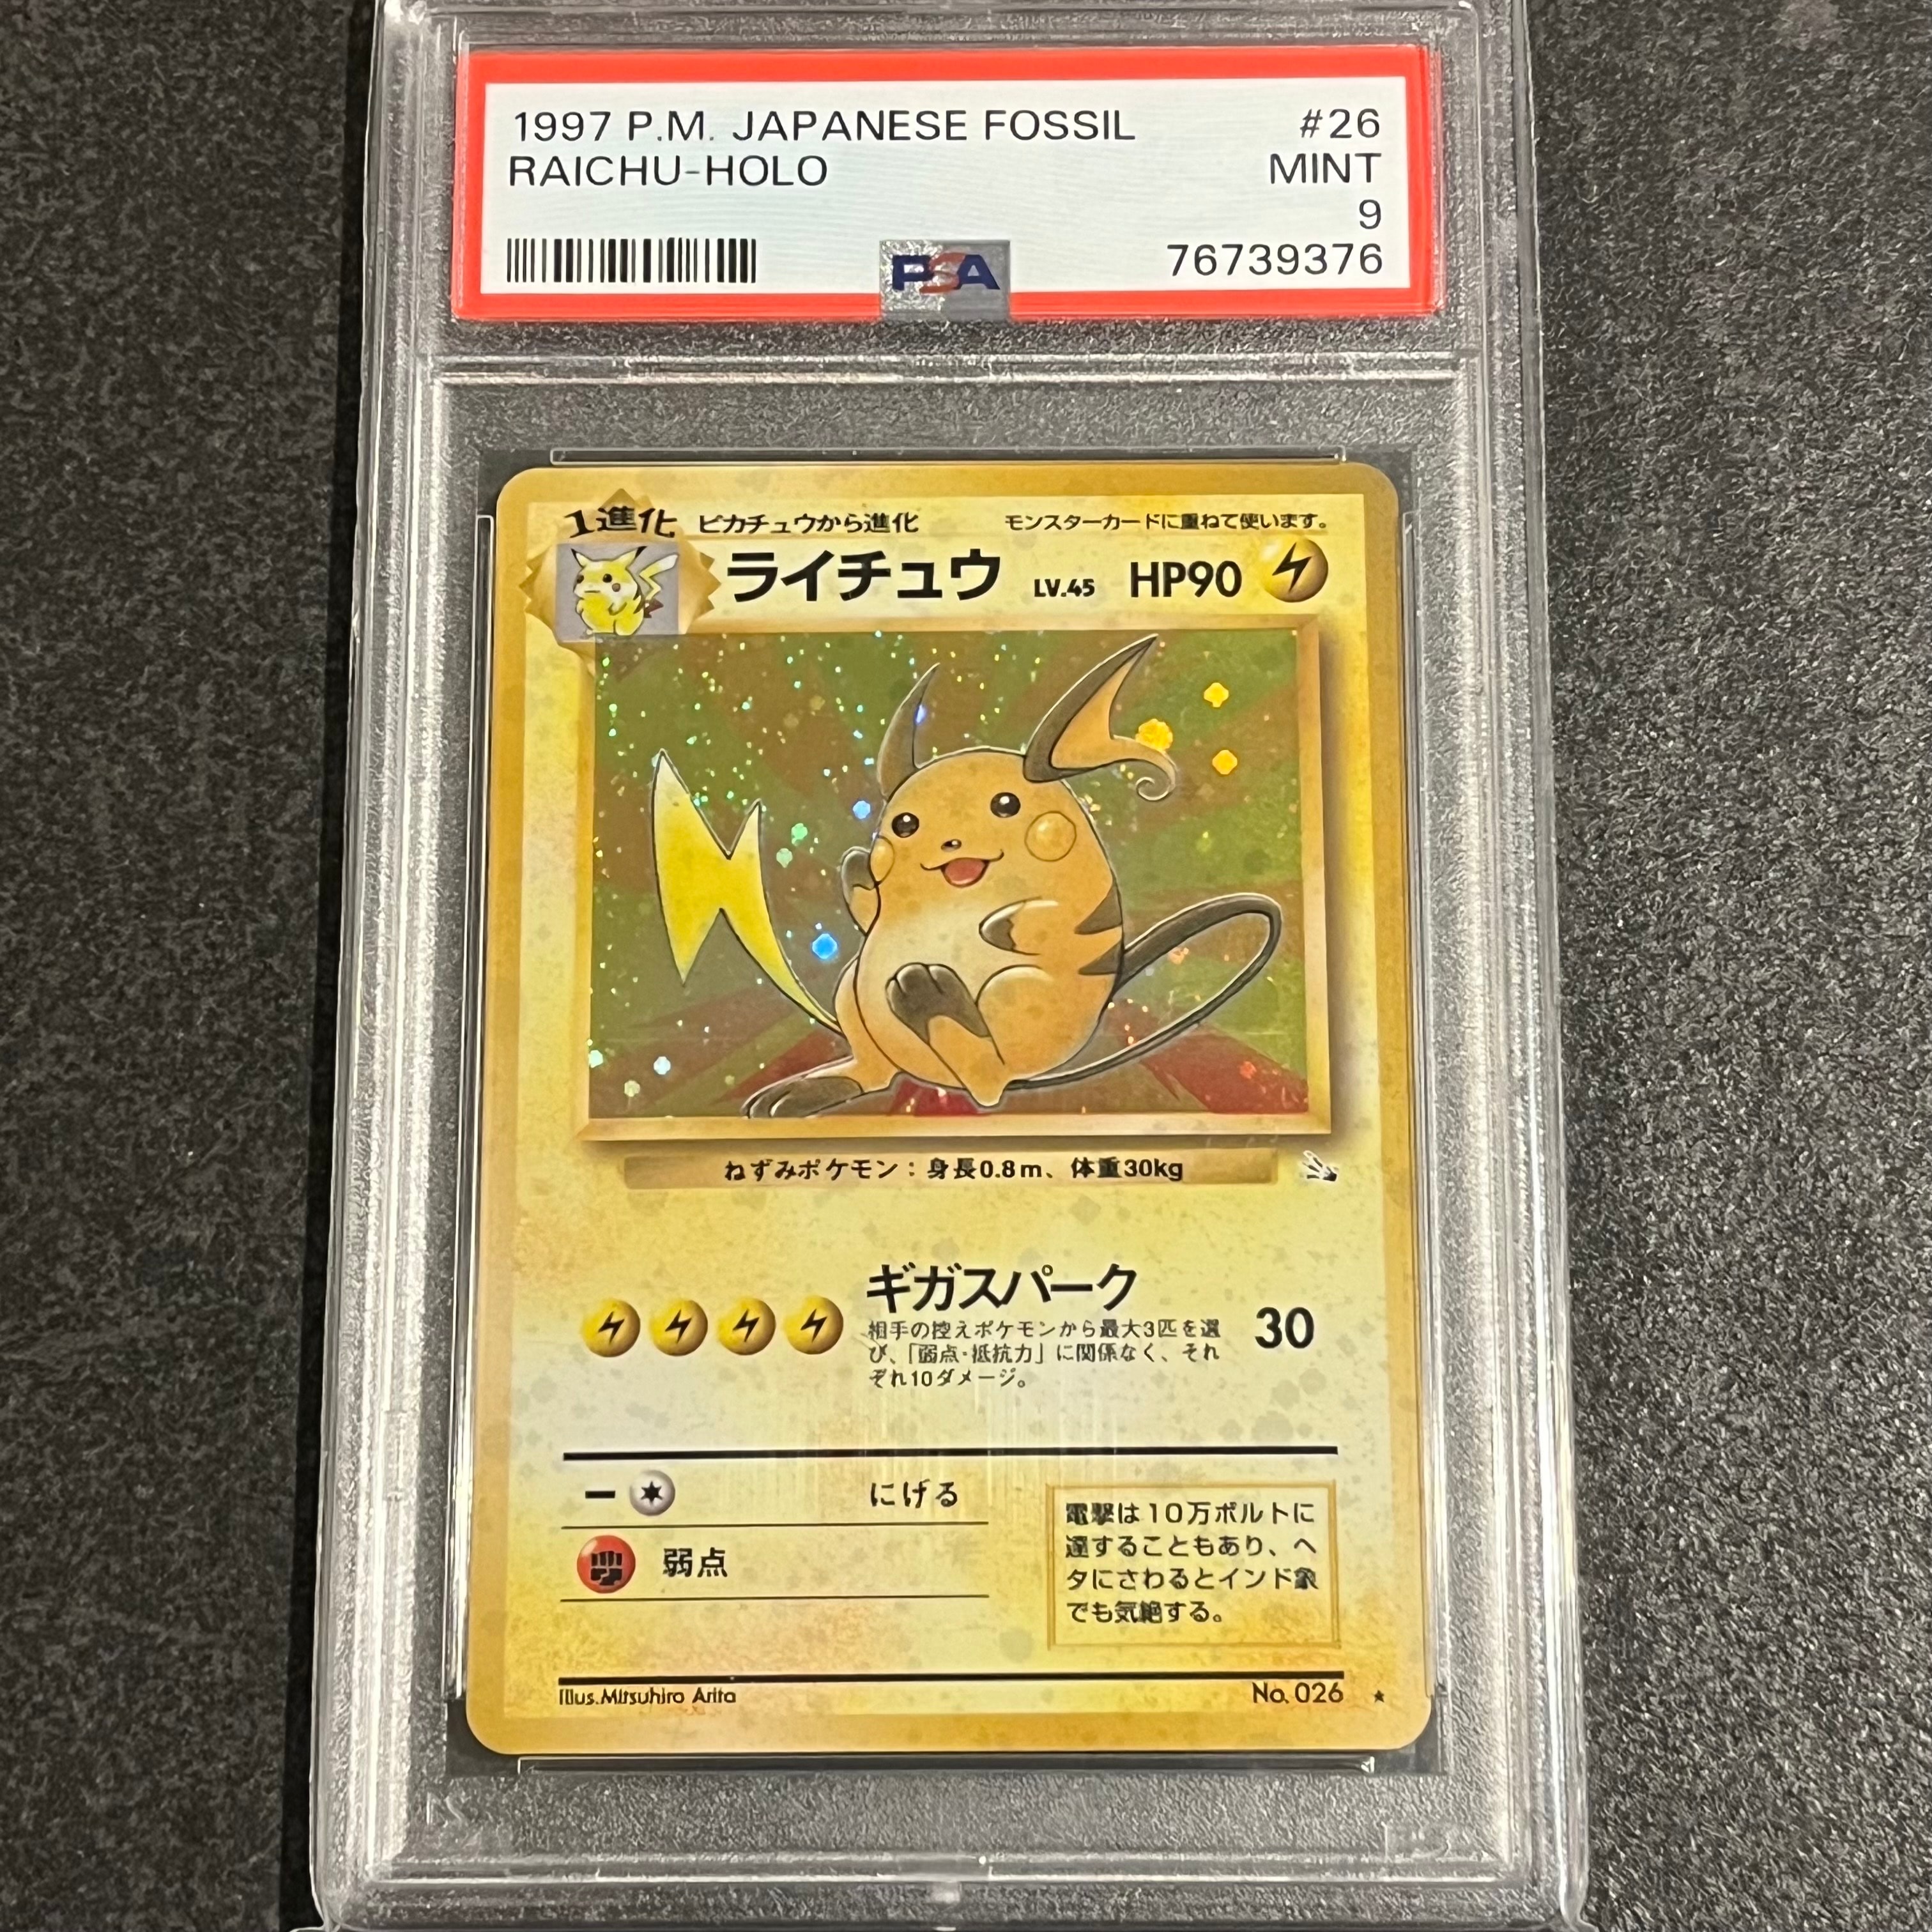 1997 P.M. JAPANESE FOSSIL #26
RAICHU-HOLO MINT
9
PSA 76739376
1進化 ピカチュウから進化 モンスターカードに重ねて使います。
ライチュウ LV.45 HP90
ねずみポケモン：身長0.8m、体重30kg
ギガスパーク
相手の控えポケモンから最大3匹を選
び、「弱点・抵抗力」に関係なく、それ
ぞれ10ダメージ。
30
にげる
弱点
電撃は10万ボルトに
達することもあり、ヘ
タにさわるとインド象
でも気絶する。
Illus.Mitsuhiro Arita No.026 ★